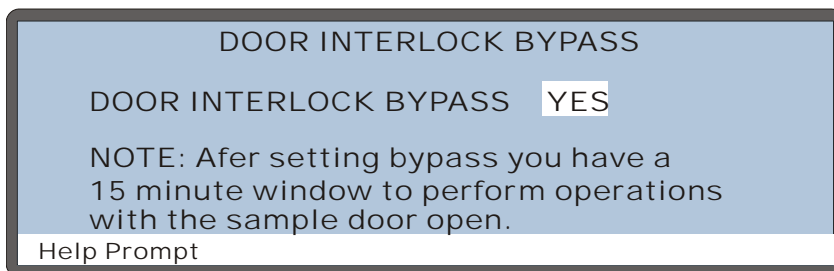 DOOR INTERLOCK BYPASS
DOOR INTERLOCK BYPASS YES
NOTE: Afer setting bypass you have a
15 minute window to perform operations
with the sample door open.
Help Prompt